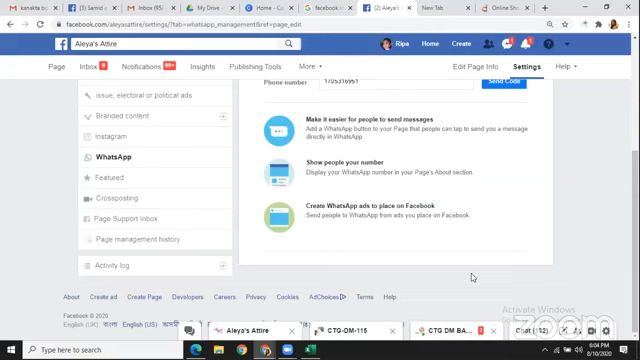 kanakta b
Samid a
Inbox (95
My Drive -
r/ozme - C
facebook i
(2) Aleya's
New Tab
Online Sho
facebook.com/aleyasattire/settings/?tab=whatsapp_management&ref=page_edit
Aleya's Attire
Ripa Home Create
Page Inbox 9 Notifications 99+ Insights Publishing Tools More Edit Page Info Settings Help
Phone number 1705316951 Send Code
issue, electoral or political ads
Branded content
Instagram
WhatsApp
Featured
Crossposting
Page Support Inbox
Page management history
Activity log
Make it easier for people to send messages
Add a WhatsApp button to your Page that people can tap to send you a message
directly in WhatsApp.
Show people your number
Display your WhatsApp number in your Page's About section.
Create WhatsApp ads to place on Facebook
Send people to WhatsApp from ads you place on Facebook.
About Create ad Create Page Developers Careers Privacy Cookies AdChoices Terms Help
Facebook © 2020
English (UK) বাংলা English (US)
Activate Windows
zoom
Aleya's Attire
CTG-DM-115
CTG DM BA... 2
Chat (132)
Type here to search
6:04 PM
8/10/2020